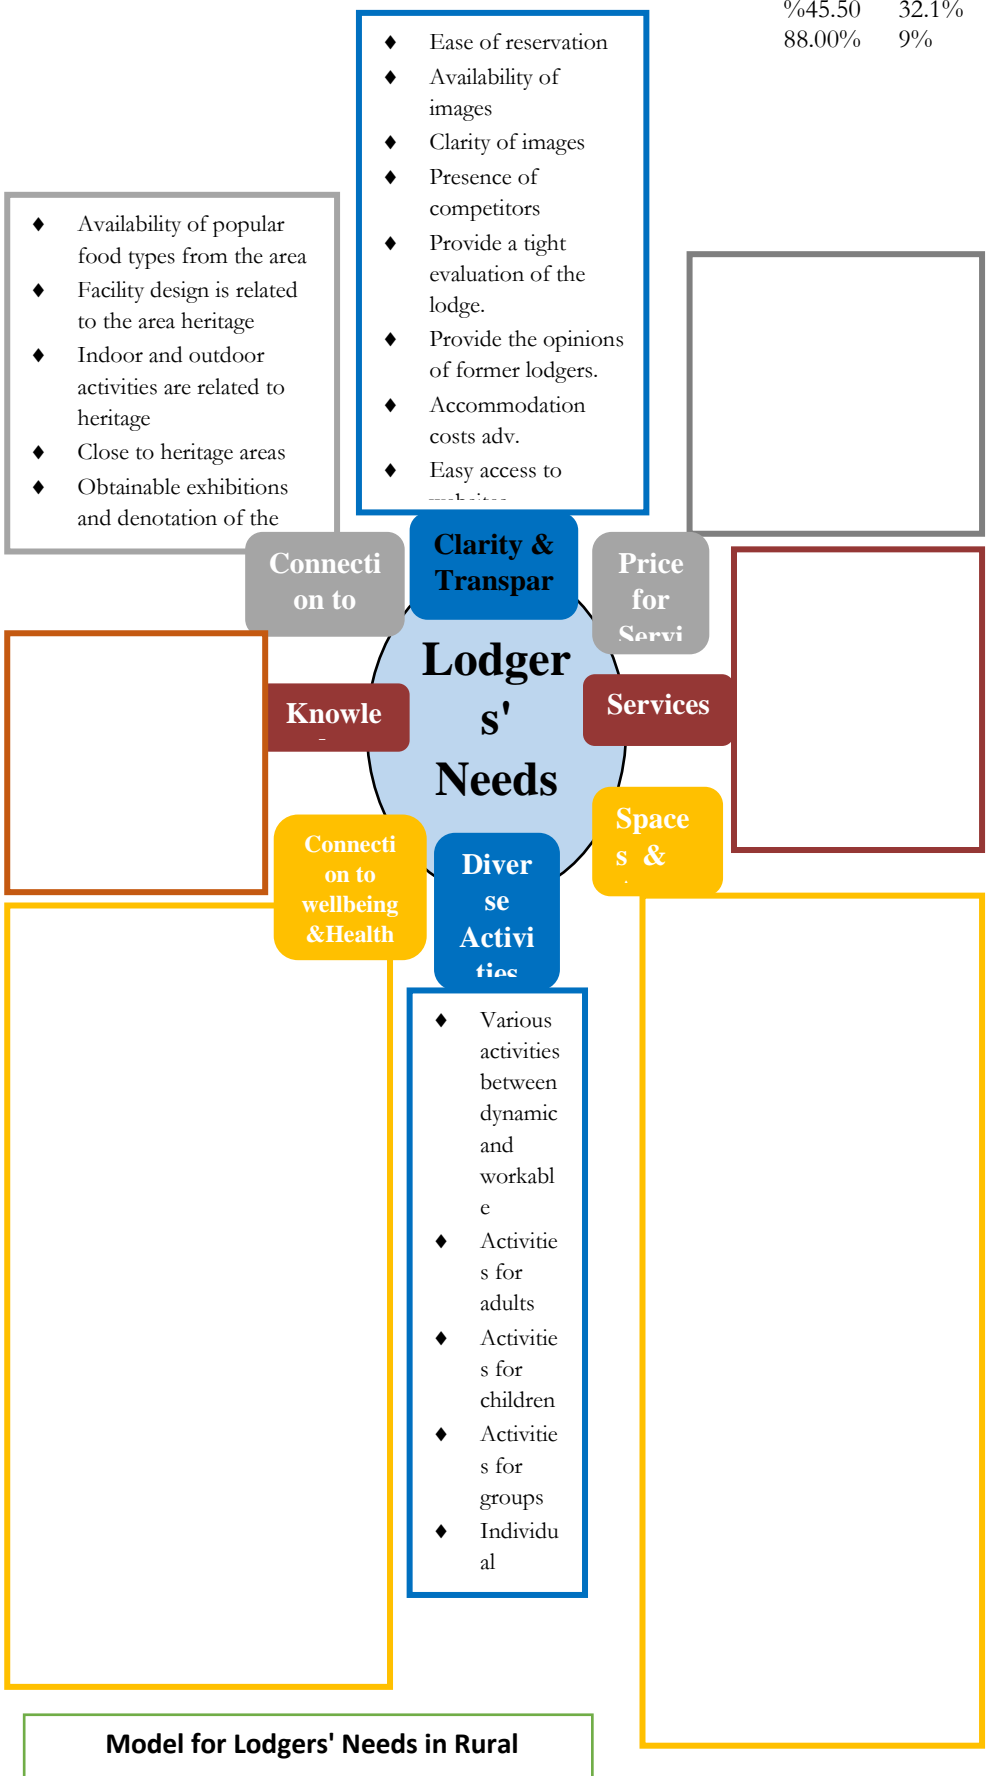 %45.50 32.1%
88.00% 9%
♦ Ease of reservation
♦ Availability of
images
♦ Clarity of images
♦ Presence of
competitors
♦ Provide a tight
evaluation of the
lodge.
♦ Provide the opinions
of former lodgers.
♦ Accommodation
costs adv.
♦ Easy access to
♦ Availability of popular
food types from the area
♦ Facility design is related
to the area heritage
♦ Indoor and outdoor
activities are related to
heritage
♦ Close to heritage areas
♦ Obtainable exhibitions
and denotation of the
Connecti
on to
Clarity &
Transpar
Price
for
Servi
Lodger
s'
Needs
Knowle
Services
Space
s &
Connecti
on to
wellbeing
&Health
Diver
se
Activi
ties
♦ Various
activities
between
dynamic
and
workabl
e
♦ Activitie
s for
adults
♦ Activitie
s for
children
♦ Activitie
s for
groups
♦ Individu
al
Model for Lodgers' Needs in Rural